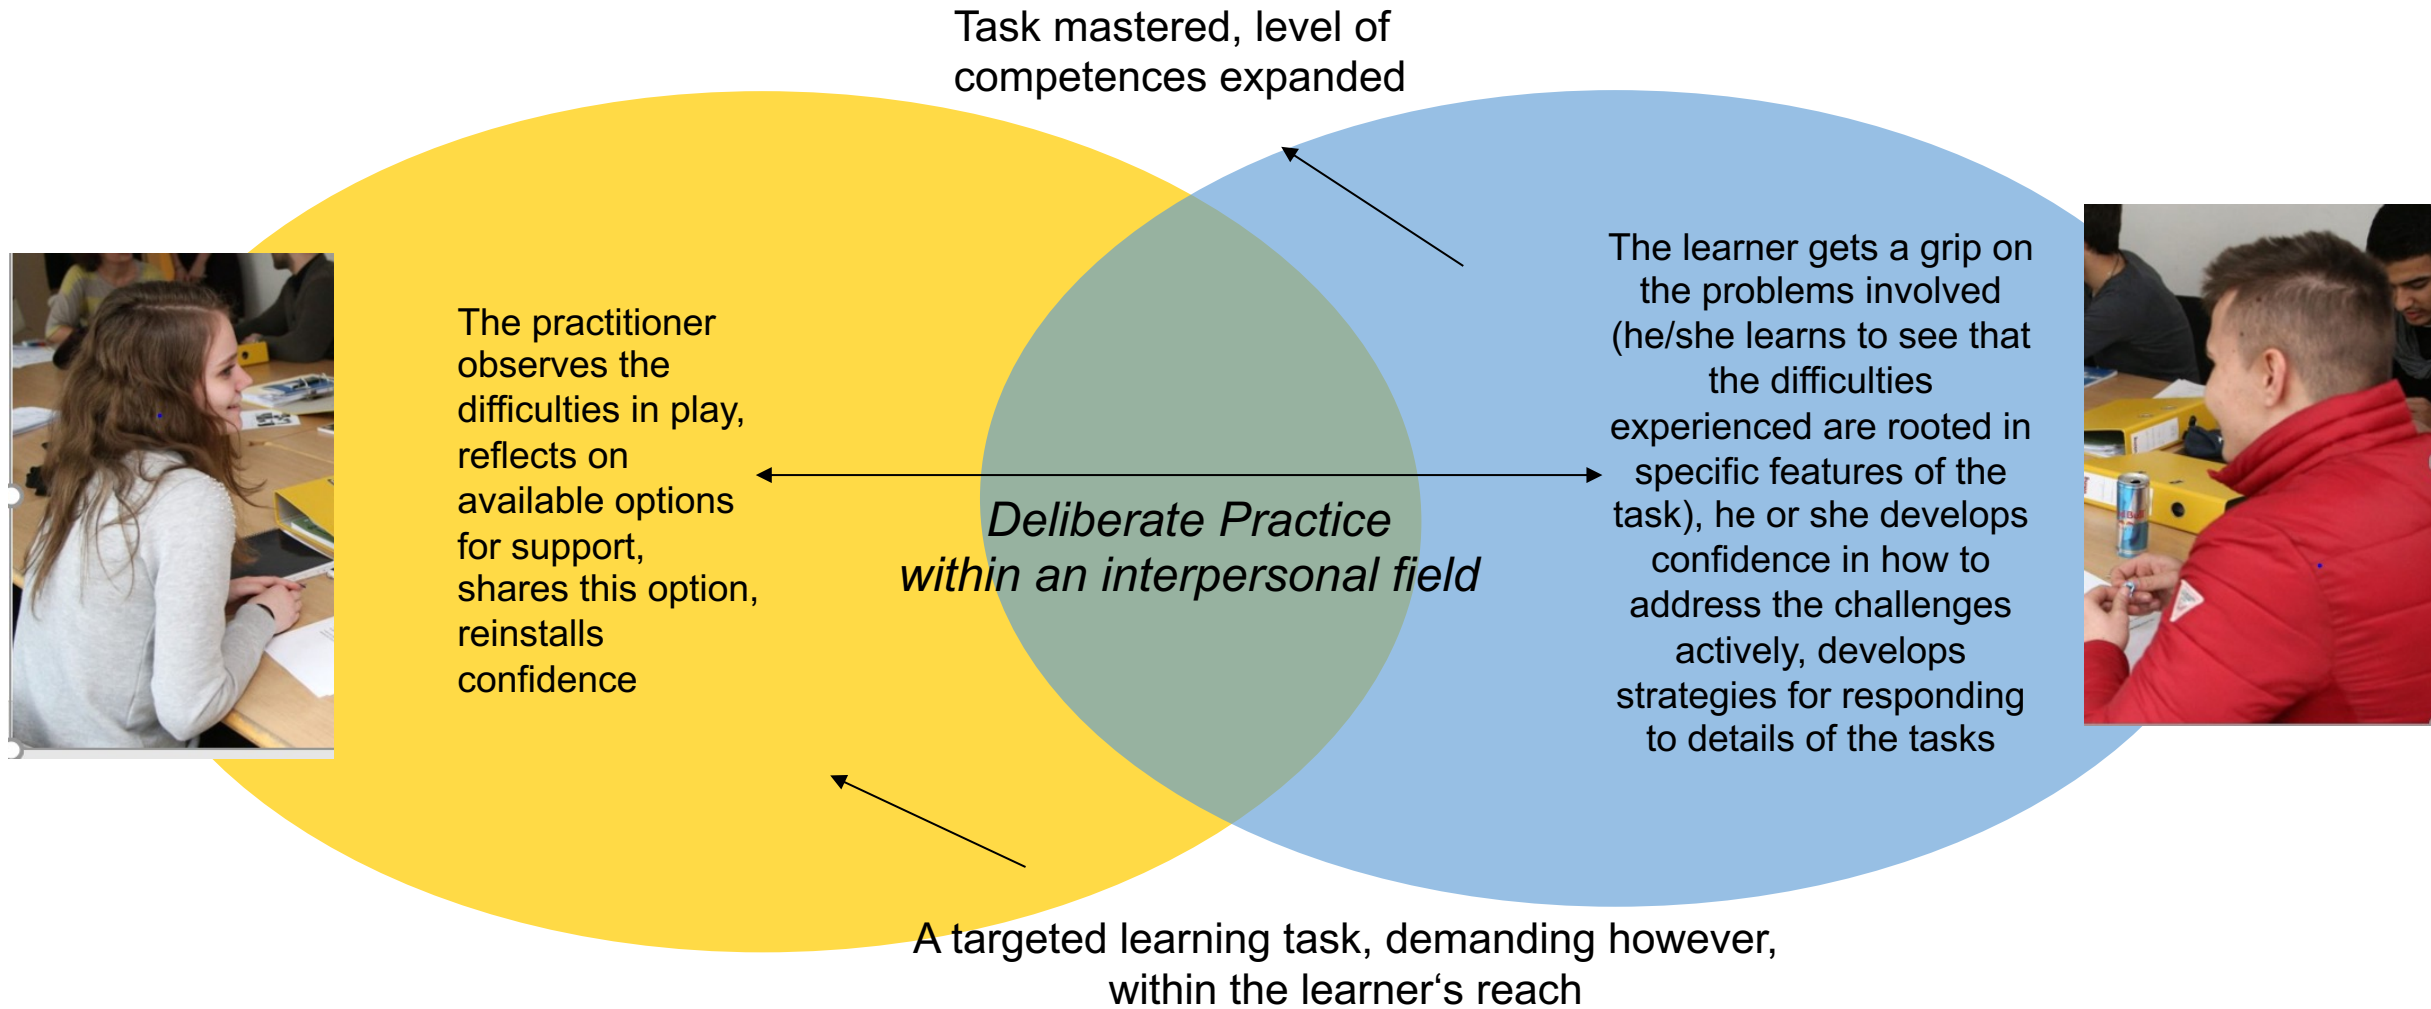 Task mastered, level of
competences expanded
The practitioner
observes the
difficulties in play,
reflects on
available options
for support,
shares this option,
reinstalls
confidence
Deliberate Practice
within an interpersonal field
The learner gets a grip on
the problems involved
(he/she learns to see that
the difficulties
experienced are rooted in
specific features of the
task), he or she develops
confidence in how to
address the challenges
actively, develops
strategies for responding
to details of the tasks
A targeted learning task, demanding however,
within the learner‘s reach